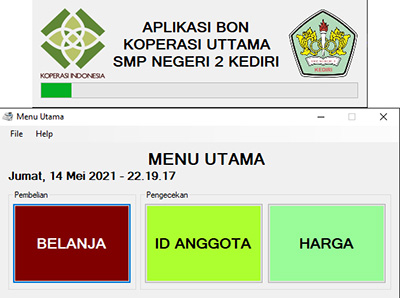 APLIKASI BON
KOPERASI UTTAMA
SMP NEGERI 2 KEDIRI
KOPERASI INDONESIA
KEDIRI
Menu Utama
File Help
MENU UTAMA
Jumat, 14 Mei 2021 - 22.19.17
Pembelian
Pengecekan
BELANJA
ID ANGGOTA
HARGA